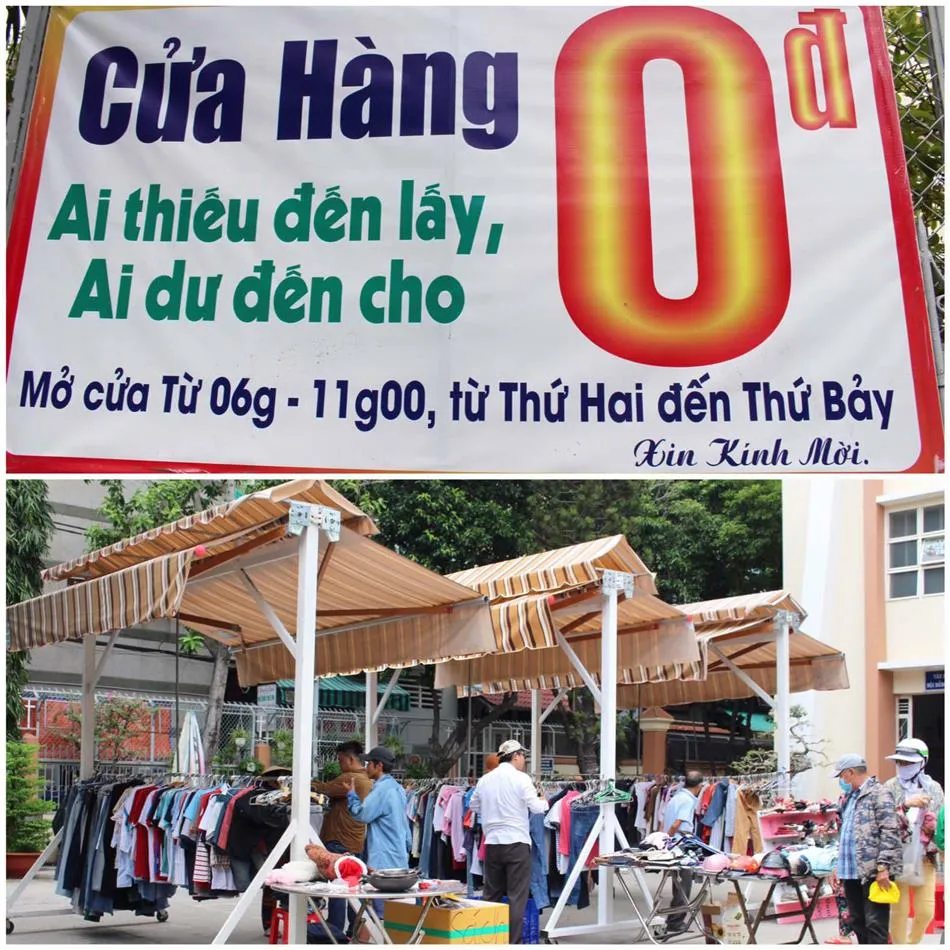 Cửa Hàng 0đ
Ai thiếu đến lấy,
Ai dư đến cho
Mở cửa Từ 06g - 11g00, từ Thứ Hai đến Thứ Bảy
Xin Kính Mời.